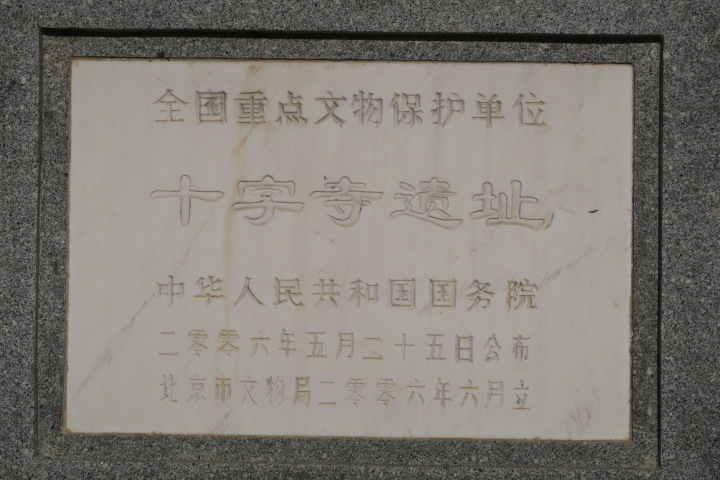 全国重点文物保护单位
十字寺遗址
中华人民共和国国务院
二零零六年五月二十五日公布
北京市文物局二零零六年六月立